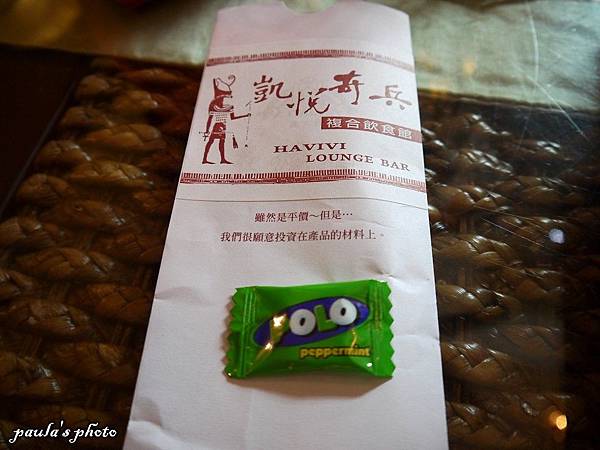 凱悅奇兵
複合飲食館
HAVIVI
LOUNGE BAR
雖然是平價～但是…
我們很願意投資在產品的材料上。
YOLO
peppermint
paula's photo